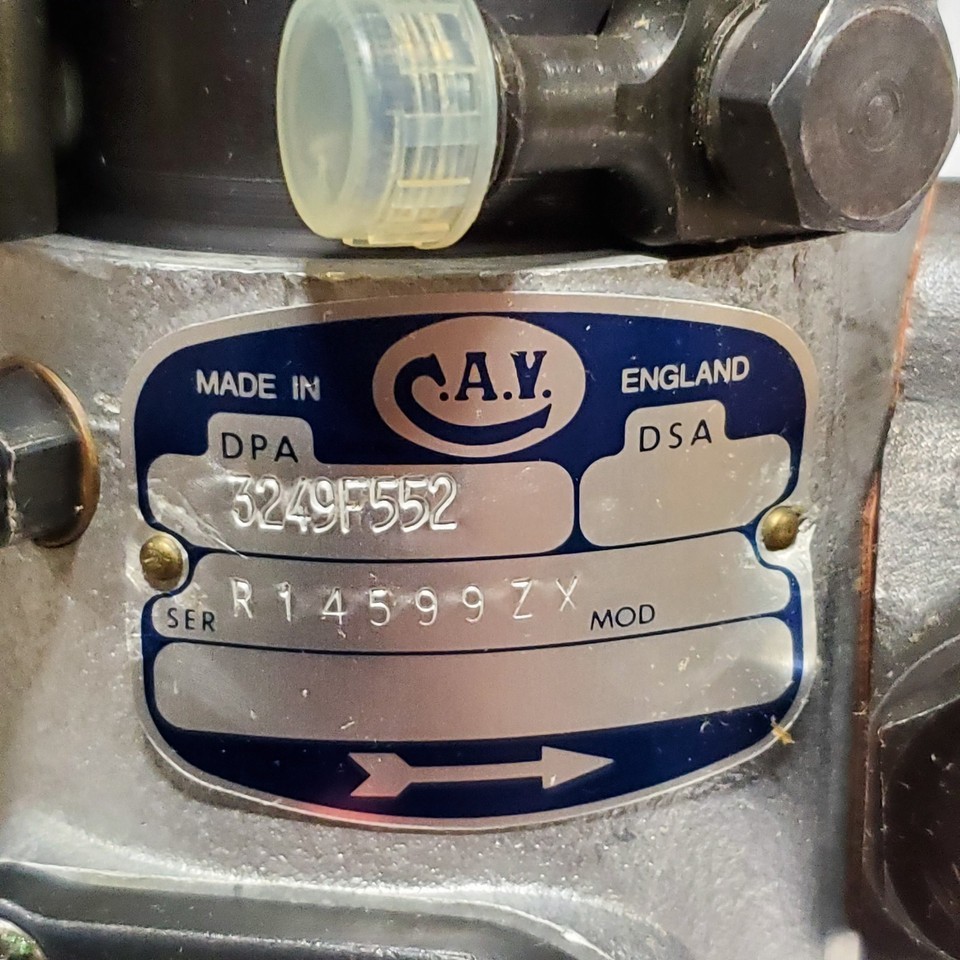 MADE IN C.A.V. ENGLAND
DPA DSA
3249F552
SER R14599ZX MOD